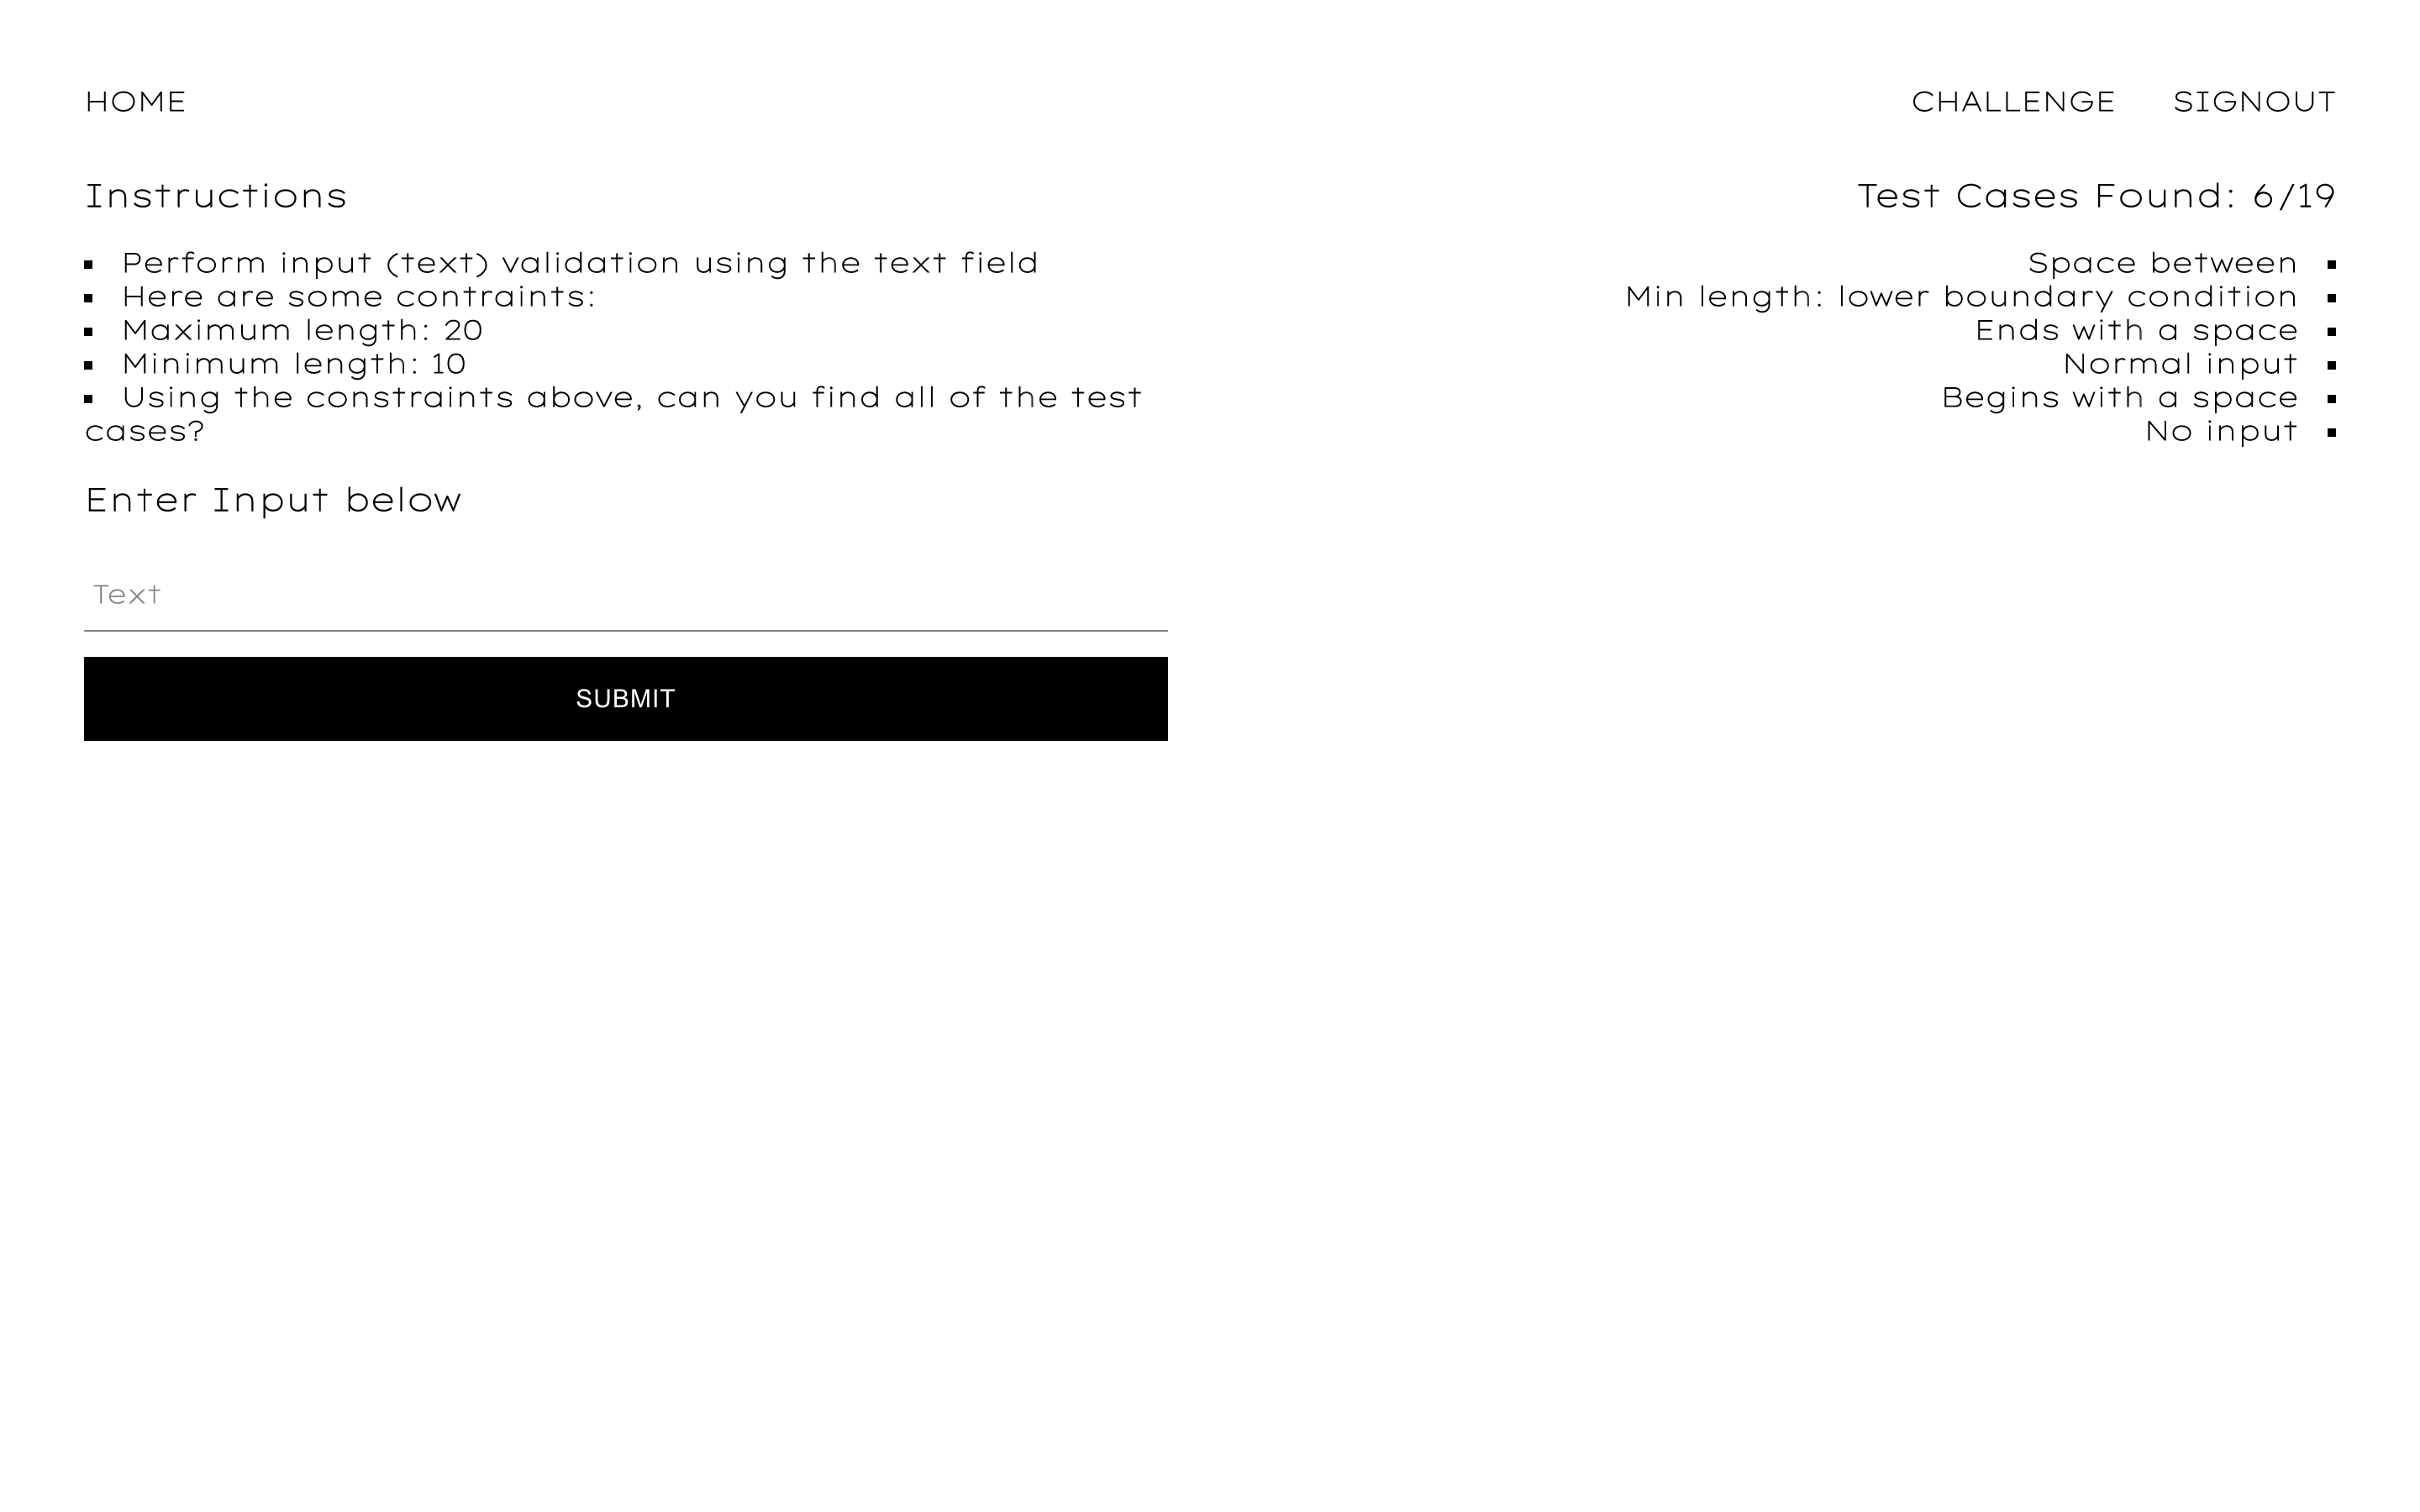 HOME
CHALLENGE SIGNOUT
Instructions
Perform input (text) validation using the text field
Here are some contraints:
Maximum length: 20
Minimum length: 10
Using the constraints above, can you find all of the test
cases?
Enter Input below
Text
SUBMIT
Test Cases Found: 6/19
Space between
Min length: lower boundary condition
Ends with a space
Normal input
Begins with a space
No input